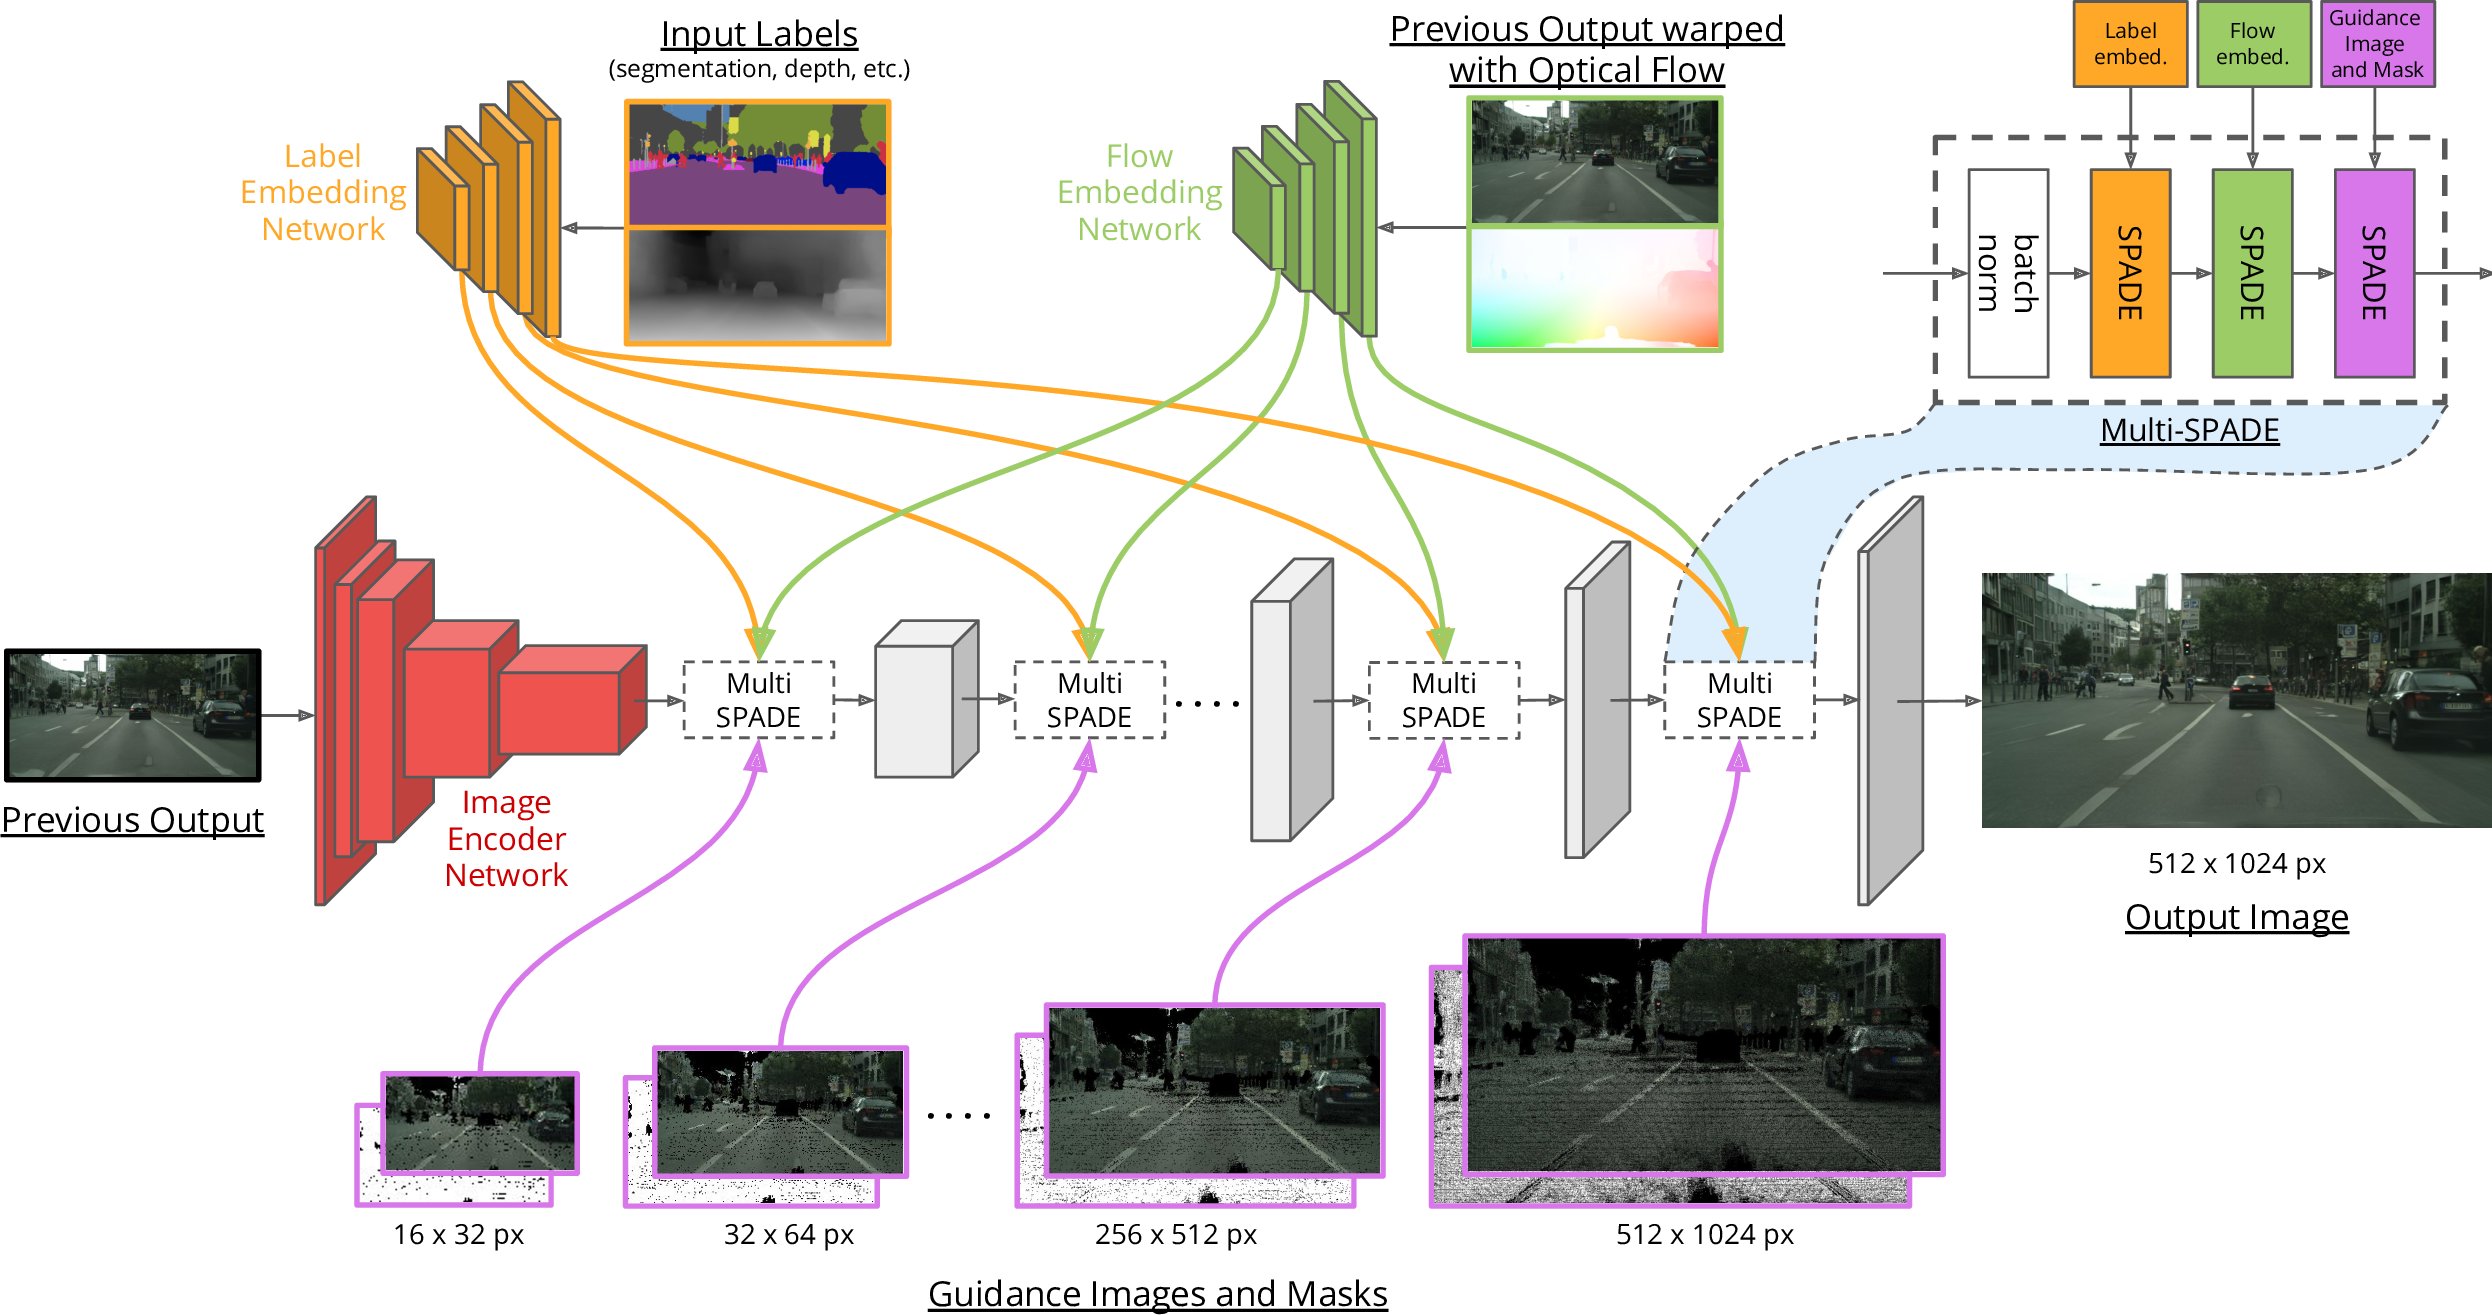 Input Labels
(segmentation, depth, etc.)
Previous Output warped
with Optical Flow
Label
embed.
Flow
embed.
Guidance
Image
and Mask
Label
Embedding
Network
Flow
Embedding
Network
batch
norm
SPADE
SPADE
SPADE
Multi-SPADE
Multi
SPADE
Multi
SPADE
Multi
SPADE
Multi
SPADE
Previous Output
Image
Encoder
Network
512 x 1024 px
Output Image
16 x 32 px
32 x 64 px
256 x 512 px
512 x 1024 px
Guidance Images and Masks